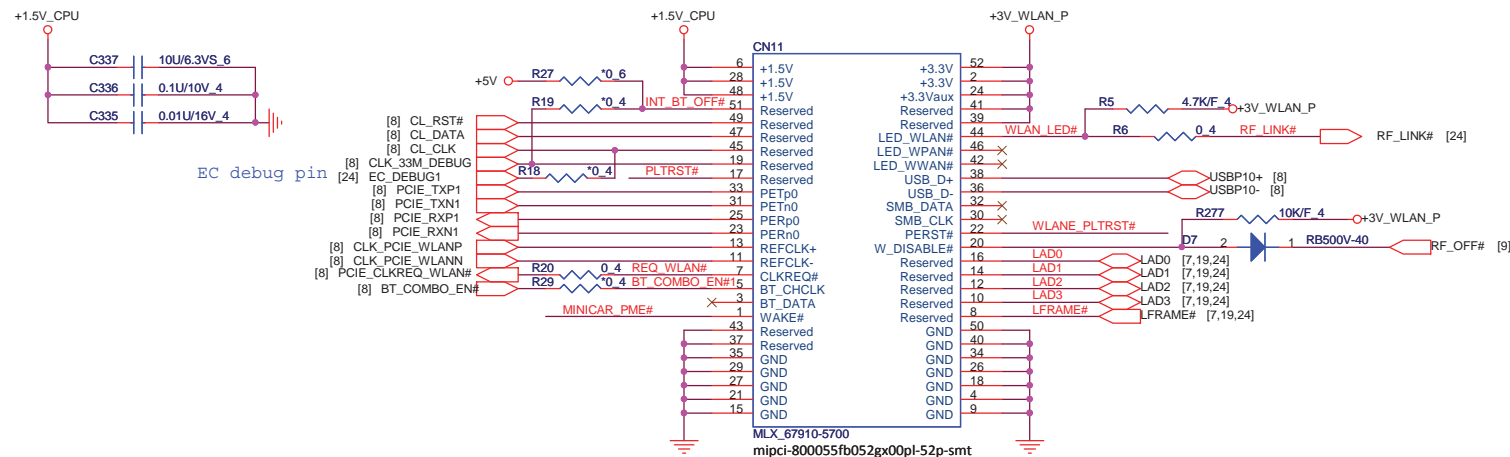 +1.5V_CPU
+1.5V_CPU
+3V_WLAN_P
C337 10U/6.3VS_6
C336 0.1U/10V_4
C335 0.01U/16V_4
CN11
+5V R27 *0_6
R19 *0_4 INT_BT_OFF#
[8] CL_RST#
[8] CL_DATA
[8] CL_CLK
[8] CLK_33M_DEBUG
EC debug pin [24] EC_DEBUG1 R18 *0_4 PLTRST#
[8] PCIE_TXP1
[8] PCIE_TXN1
[8] PCIE_RXP1
[8] PCIE_RXN1
[8] CLK_PCIE_WLANP
[8] CLK_PCIE_WLANN
[8] PCIE_CLKREQ_WLAN# R20 0_4 REQ_WLAN#
[8] BT_COMBO_EN# R29 *0_4 BT_COMBO_EN#1
MINICAR_PME#
6 +1.5V
28 +1.5V
48 +1.5V
51 Reserved
49 Reserved
47 Reserved
45 Reserved
19 Reserved
17 Reserved
33 PETp0
31 PETn0
25 PERp0
23 PERn0
13 REFCLK+
11 REFCLK-
7 CLKREQ#
5 BT_CHCLK
3 BT_DATA
1 WAKE#
43 Reserved
37 Reserved
35 GND
29 GND
27 GND
21 GND
15 GND
+3.3V 52
+3.3V 2
+3.3Vaux 24
Reserved 41
Reserved 39
LED_WLAN# 44
LED_WPAN# 46
LED_WWAN# 42
USB_D+ 38
USB_D- 36
SMB_DATA 32
SMB_CLK 30
PERST# 22
W_DISABLE# 20
Reserved 16
Reserved 14
Reserved 12
Reserved 10
Reserved 8
GND 50
GND 40
GND 34
GND 26
GND 18
GND 4
GND 9
R5 4.7K/F_4 +3V_WLAN_P
WLAN_LED# R6 0_4 RF_LINK# RF_LINK# [24]
USBP10+ [8]
USBP10- [8]
R277 10K/F_4 +3V_WLAN_P
WLANE_PLTRST#
D7 2 1 RB500V-40 RF_OFF# [9]
LAD0 LAD0 [7,19,24]
LAD1 LAD1 [7,19,24]
LAD2 LAD2 [7,19,24]
LAD3 LAD3 [7,19,24]
LFRAME# LFRAME# [7,19,24]
MLX_67910-5700
mipci-800055fb052gx00pl-52p-smt